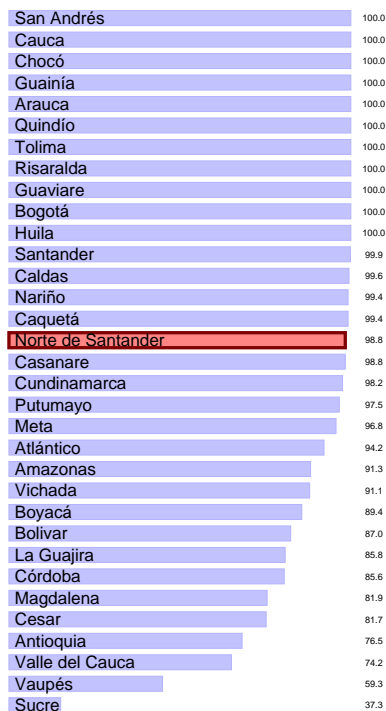 San Andrés 100.0
Cauca 100.0
Chocó 100.0
Guainía 100.0
Arauca 100.0
Quindío 100.0
Tolima 100.0
Risaralda 100.0
Guaviare 100.0
Bogotá 100.0
Huila 100.0
Santander 99.9
Caldas 99.6
Nariño 99.4
Caquetá 99.4
Norte de Santander 98.8
Casanare 98.8
Cundinamarca 98.2
Putumayo 97.5
Meta 96.8
Atlántico 94.2
Amazonas 91.3
Vichada 91.1
Boyacá 89.4
Bolivar 87.0
La Guajira 85.8
Córdoba 85.6
Magdalena 81.9
Cesar 81.7
Antioquia 76.5
Valle del Cauca 74.2
Vaupés 59.3
Sucre 37.3